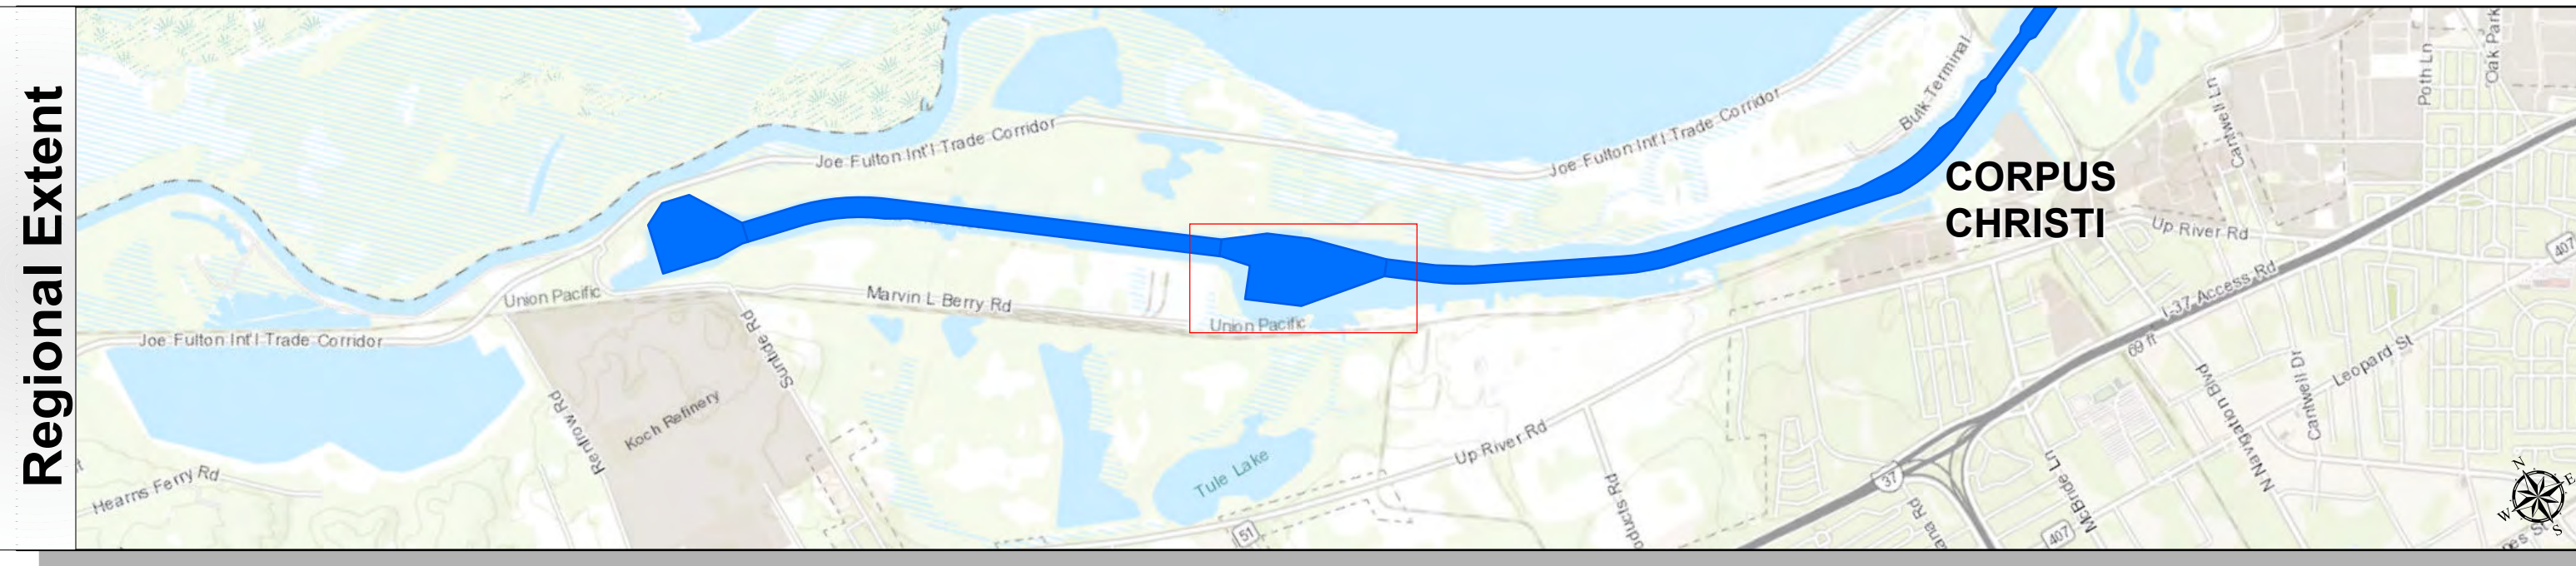 Regional Extent
Joe Fulton Int'l Trade Corridor
Joe Fulton Int'l Trade Corridor
Bulk Terminal
Poth Ln
Oak Park
Cantwell Ln
CORPUS
CHRISTI
Up River Rd
407
I-37 Access Rd
69 ft
Leopard St
Union Pacific
Marvin L Berry Rd
Union Pacific
Joe Fulton Int'l Trade Corridor
Suntide Rd
Renfrow Rd
Koch Refinery
Hearns Ferry Rd
Tule Lake
Up River Rd
51
37
McBride Ln
407
N Navigation Blvd
Cantwell Dr
N
E
W
S